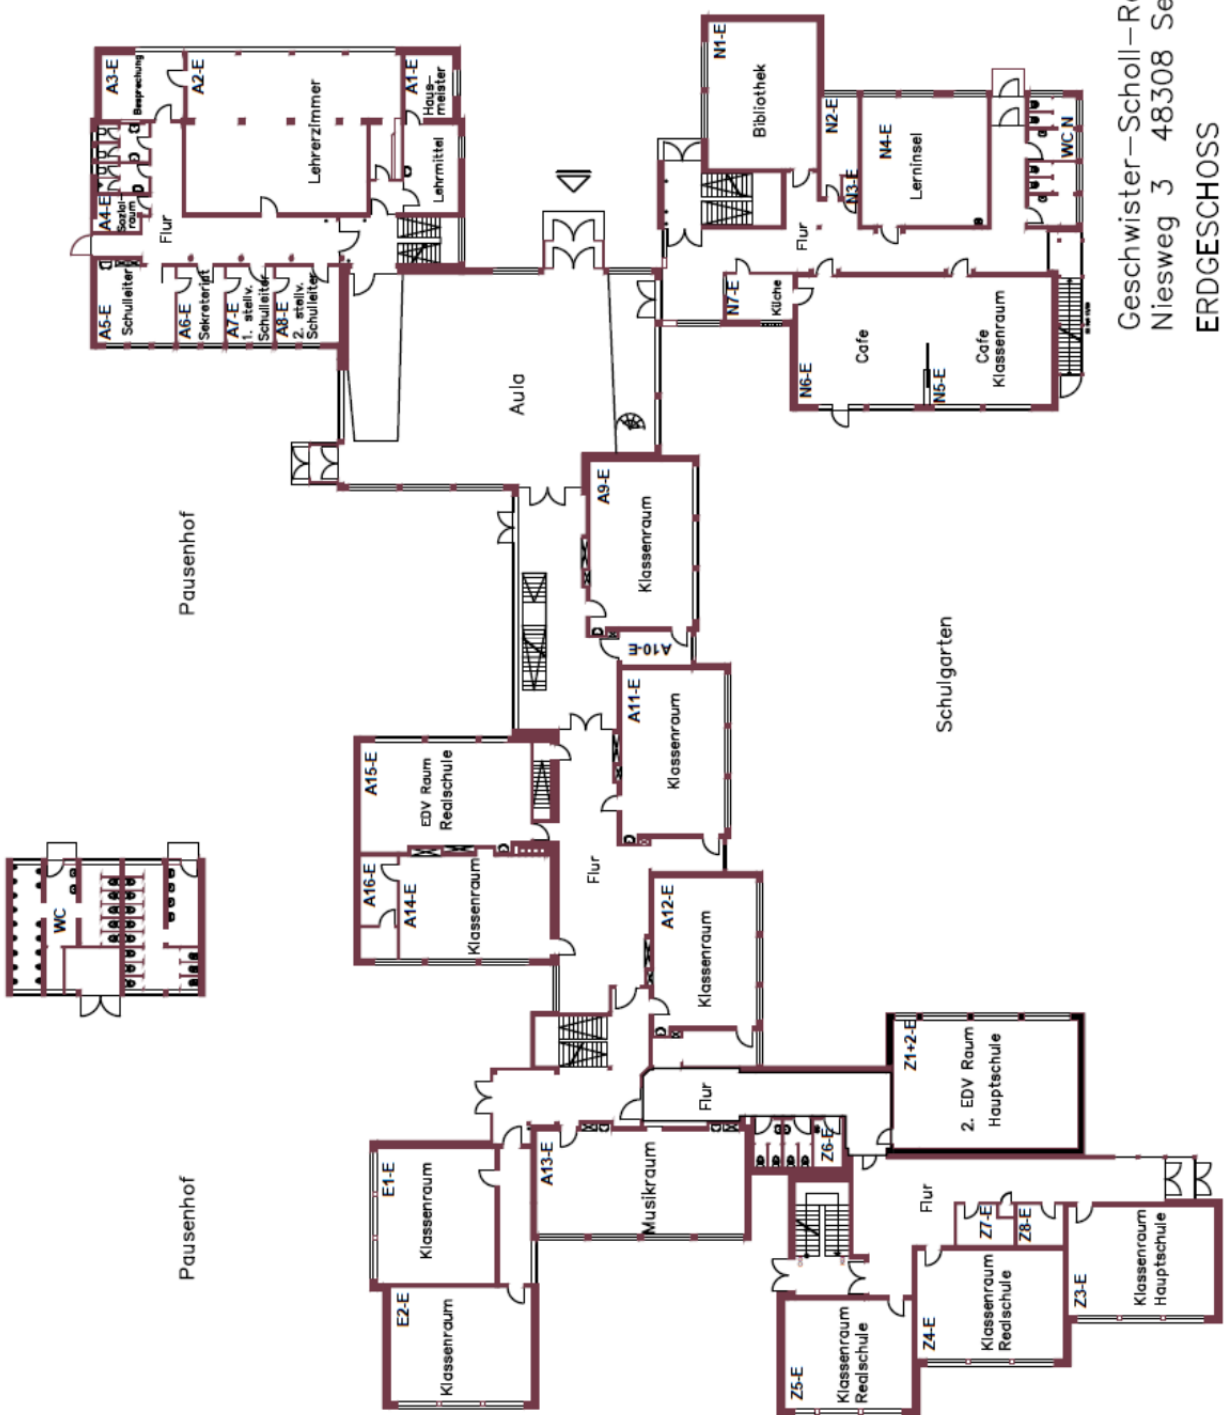 Geschwister-Scholl-Re
Niesweg 3 48308 Se
ERDGESCHOSS
A3-E
Besprechung
A2-E
Lehrerzimmer
A1-E
Haus-
meister
Lehrmittel
A4-E
Sozial-
raum
Flur
A5-E
Schulleiter
A6-E
Sekretariat
A7-E
1. stellv.
Schulleiter
A8-E
2. stellv.
Schulleiter
N1-E
Bibliothek
N2-E
N3-E
N4-E
Lerninsel
WC N
Flur
N7-E
Küche
N6-E
Cafe
N5-E
Cafe
Klassenraum
Aula
Pausenhof
A9-E
Klassenraum
A10-E
A11-E
Klassenraum
Schulgarten
A15-E
EDV Raum
Realschule
A16-E
A14-E
Klassenraum
Flur
A12-E
Klassenraum
WC
Pausenhof
E1-E
Klassenraum
E2-E
Klassenraum
A13-E
Musikraum
Flur
Z6-E
Z1+2-E
2. EDV Raum
Hauptschule
Flur
Z7-E
Z8-E
Z3-E
Klassenraum
Hauptschule
Z4-E
Klassenraum
Realschule
Z5-E
Klassenraum
Realschule